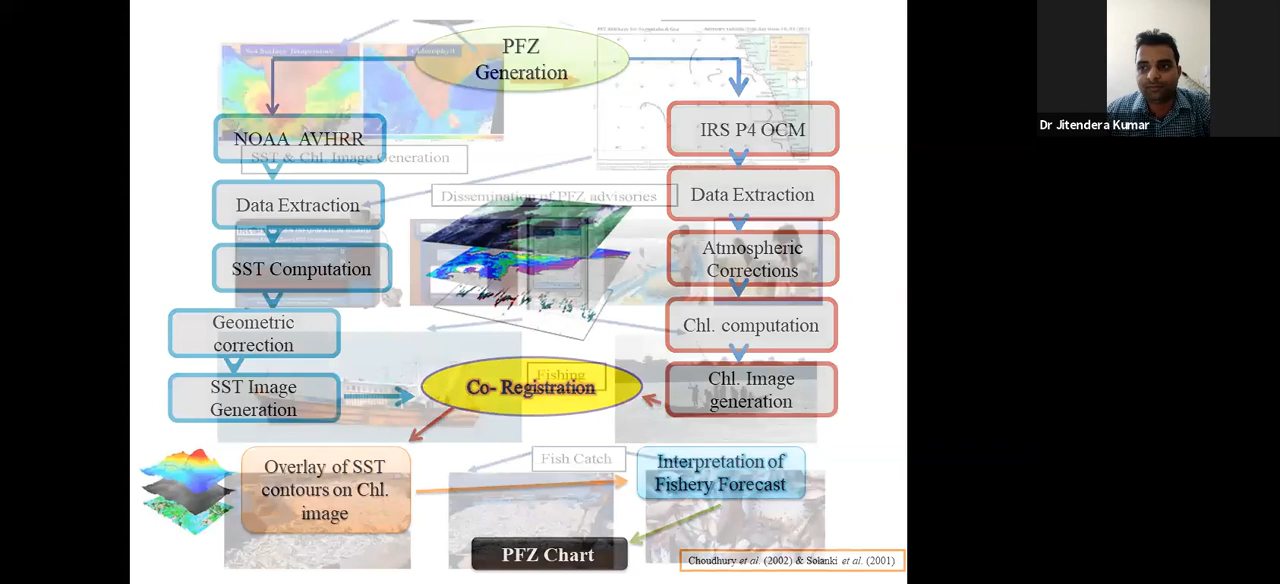 PFZ
Generation
Sea Surface Temperature
Chlorophyll
NOAA AVHRR
IRS P4 OCM
SST & Chl. Image Generation
Data Extraction
Data Extraction
Dissemination of PFZ advisories
SST Computation
Atmospheric
Corrections
Geometric
correction
Chl. computation
SST Image
Generation
Fishing
Co- Registration
Chl. Image
generation
Overlay of SST
contours on Chl.
image
Fish Catch
Interpretation of
Fishery Forecast
PFZ Chart
Choudhury et al. (2002) & Solanki et al. (2001)
Dr Jitendera Kumar